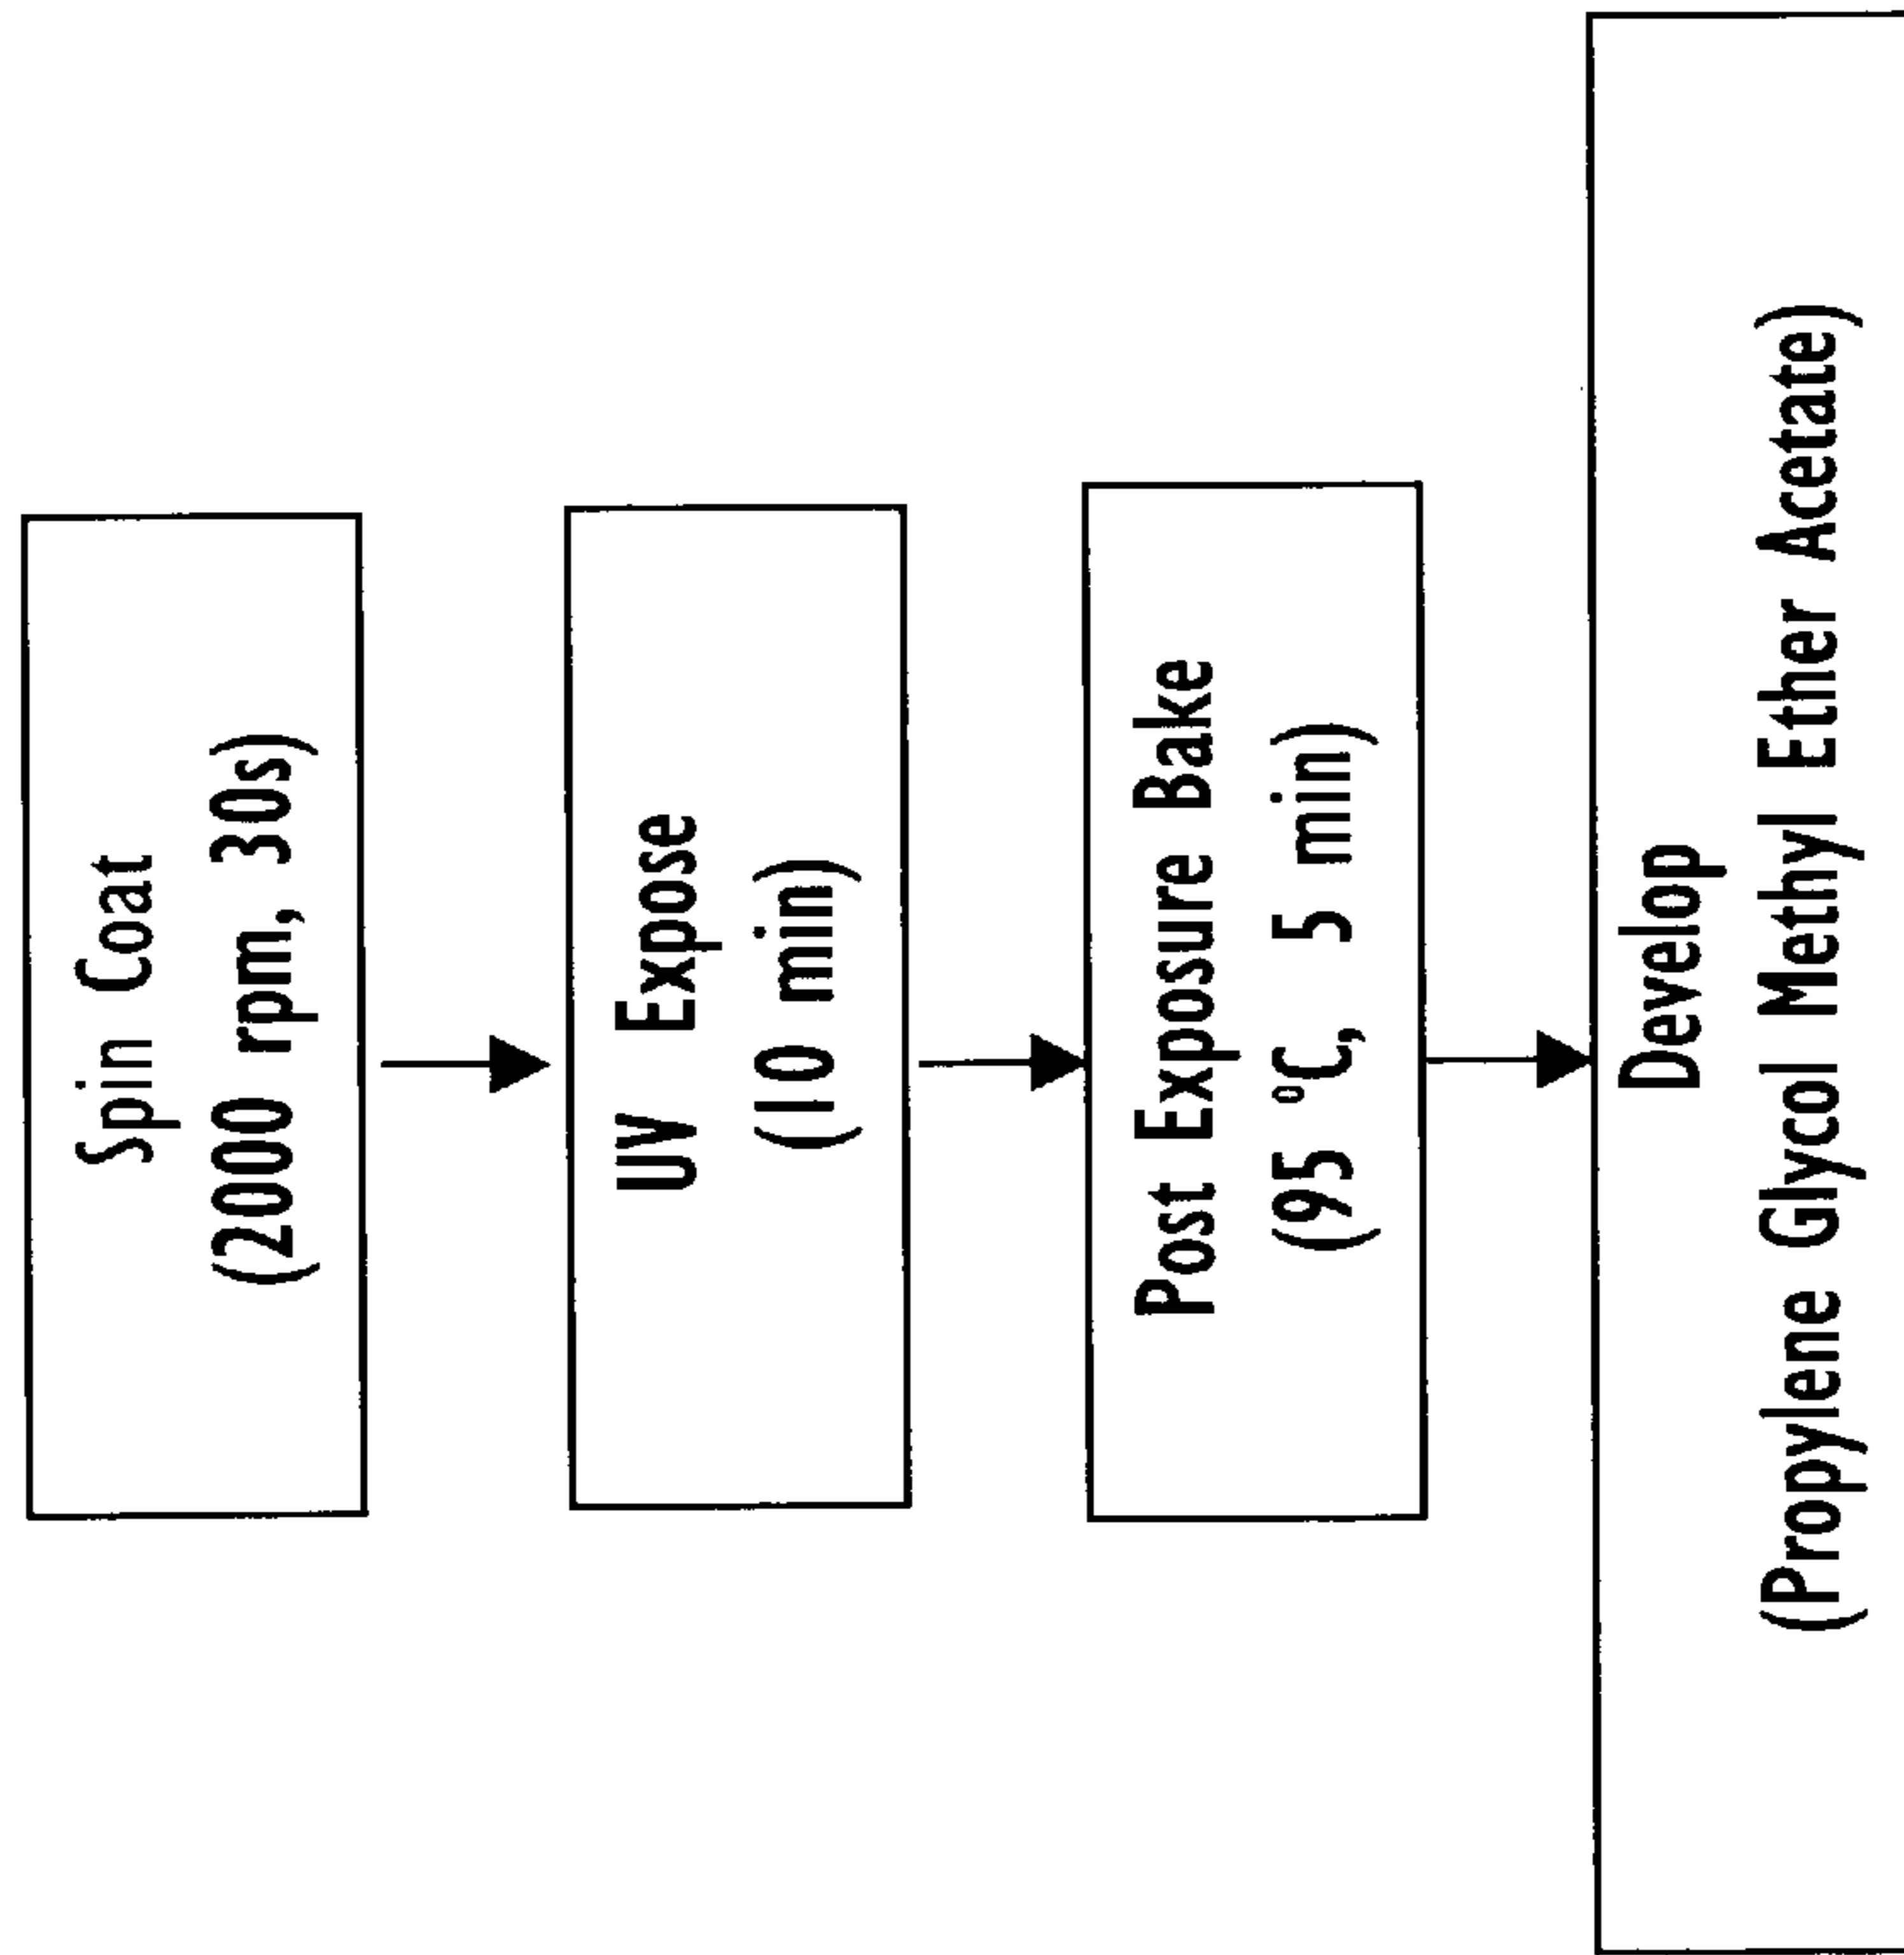 Spin Coat
(2000 rpm, 30s)
UV Expose
(10 min)
Post Exposure Bake
(95 °C, 5 min)
Develop
(Propylene Glycol Methyl Ether Acetate)